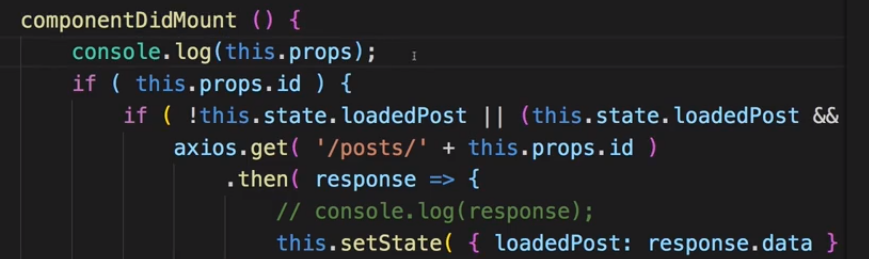 componentDidMount () {
console.log(this.props);
if ( this.props.id ) {
if ( !this.state.loadedPost || (this.state.loadedPost &&
axios.get( '/posts/' + this.props.id )
.then( response => {
// console.log(response);
this.setState( { loadedPost: response.data }